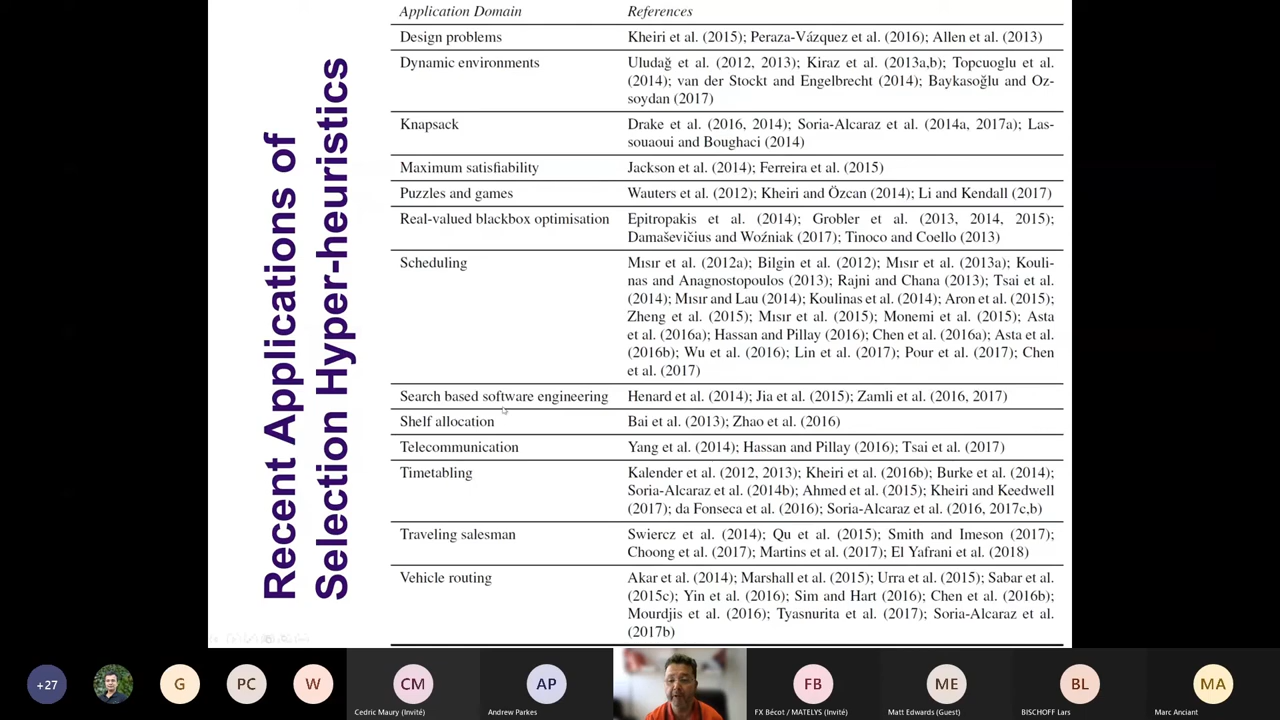 Recent Applications of
Selection Hyper-heuristics
Application Domain References
Design problems Kheiri et al. (2015); Peraza-Vázquez et al. (2016); Allen et al. (2013)
Dynamic environments Uludağ et al. (2012, 2013); Kiraz et al. (2013a,b); Topcuoglu et al.
(2014); van der Stockt and Engelbrecht (2014); Baykasoğlu and Oz-
soydan (2017)
Knapsack Drake et al. (2016, 2014); Soria-Alcaraz et al. (2014a, 2017a); Las-
souaoui and Boughaci (2014)
Maximum satisfiability Jackson et al. (2014); Ferreira et al. (2015)
Puzzles and games Wauters et al. (2012); Kheiri and Özcan (2014); Li and Kendall (2017)
Real-valued blackbox optimisation Epitropakis et al. (2014); Grobler et al. (2013, 2014, 2015);
Damaševičius and Woźniak (2017); Tinoco and Coello (2013)
Scheduling Mısır et al. (2012a); Bilgin et al. (2012); Mısır et al. (2013a); Kouli-
nas and Anagnostopoulos (2013); Rajni and Chana (2013); Tsai et al.
(2014); Mısır and Lau (2014); Koulinas et al. (2014); Aron et al. (2015);
Zheng et al. (2015); Mısır et al. (2015); Monemi et al. (2015); Asta
et al. (2016a); Hassan and Pillay (2016); Chen et al. (2016a); Asta et al.
(2016b); Wu et al. (2016); Lin et al. (2017); Pour et al. (2017); Chen
et al. (2017)
Search based software engineering Henard et al. (2014); Jia et al. (2015); Zamli et al. (2016, 2017)
Shelf allocation Bai et al. (2013); Zhao et al. (2016)
Telecommunication Yang et al. (2014); Hassan and Pillay (2016); Tsai et al. (2017)
Timetabling Kalender et al. (2012, 2013); Kheiri et al. (2016b); Burke et al. (2014);
Soria-Alcaraz et al. (2014b); Ahmed et al. (2015); Kheiri and Keedwell
(2017); da Fonseca et al. (2016); Soria-Alcaraz et al. (2016, 2017c,b)
Traveling salesman Swiercz et al. (2014); Qu et al. (2015); Smith and Imeson (2017);
Choong et al. (2017); Martins et al. (2017); El Yafrani et al. (2018)
Vehicle routing Akar et al. (2014); Marshall et al. (2015); Urra et al. (2015); Sabar et al.
(2015c); Yin et al. (2016); Sim and Hart (2016); Chen et al. (2016b);
Mourdjis et al. (2016); Tyasnurita et al. (2017); Soria-Alcaraz et al.
(2017b)
+27 G PC W CM AP FB ME BL MA
Cedric Maury (Invité) Andrew Parkes FX Bécot / MATELYS (Invité) Matt Edwards (Guest) BISCHOFF Lars Marc Anciant